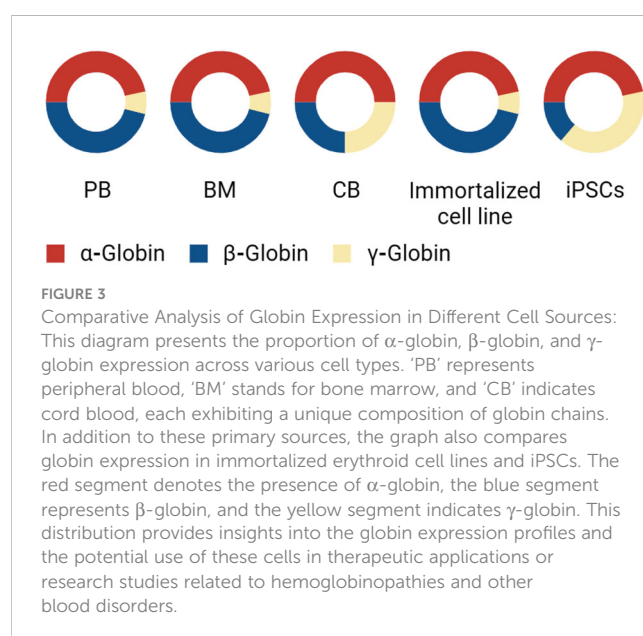 PB BM CB Immortalized cell line iPSCs
α-Globin β-Globin γ-Globin
FIGURE 3
Comparative Analysis of Globin Expression in Different Cell Sources:
This diagram presents the proportion of α-globin, β-globin, and γ-
globin expression across various cell types. ‘PB’ represents
peripheral blood, ‘BM’ stands for bone marrow, and ‘CB’ indicates
cord blood, each exhibiting a unique composition of globin chains.
In addition to these primary sources, the graph also compares
globin expression in immortalized erythroid cell lines and iPSCs. The
red segment denotes the presence of α-globin, the blue segment
represents β-globin, and the yellow segment indicates γ-globin. This
distribution provides insights into the globin expression profiles and
the potential use of these cells in therapeutic applications or
research studies related to hemoglobinopathies and other
blood disorders.